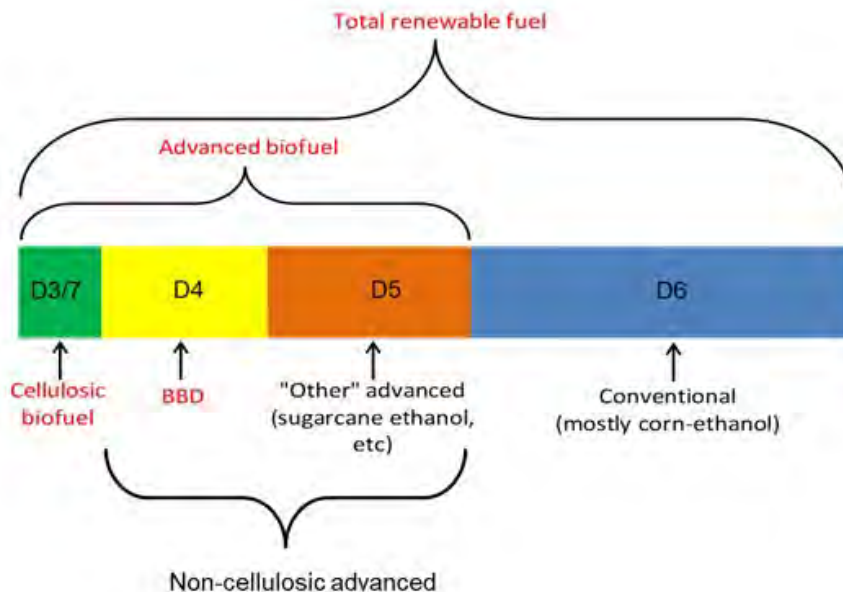 Total renewable fuel
Advanced biofuel
D3/7
D4
D5
D6
Cellulosic
biofuel
BBD
"Other" advanced
(sugarcane ethanol,
etc)
Conventional
(mostly corn-ethanol)
Non-cellulosic advanced